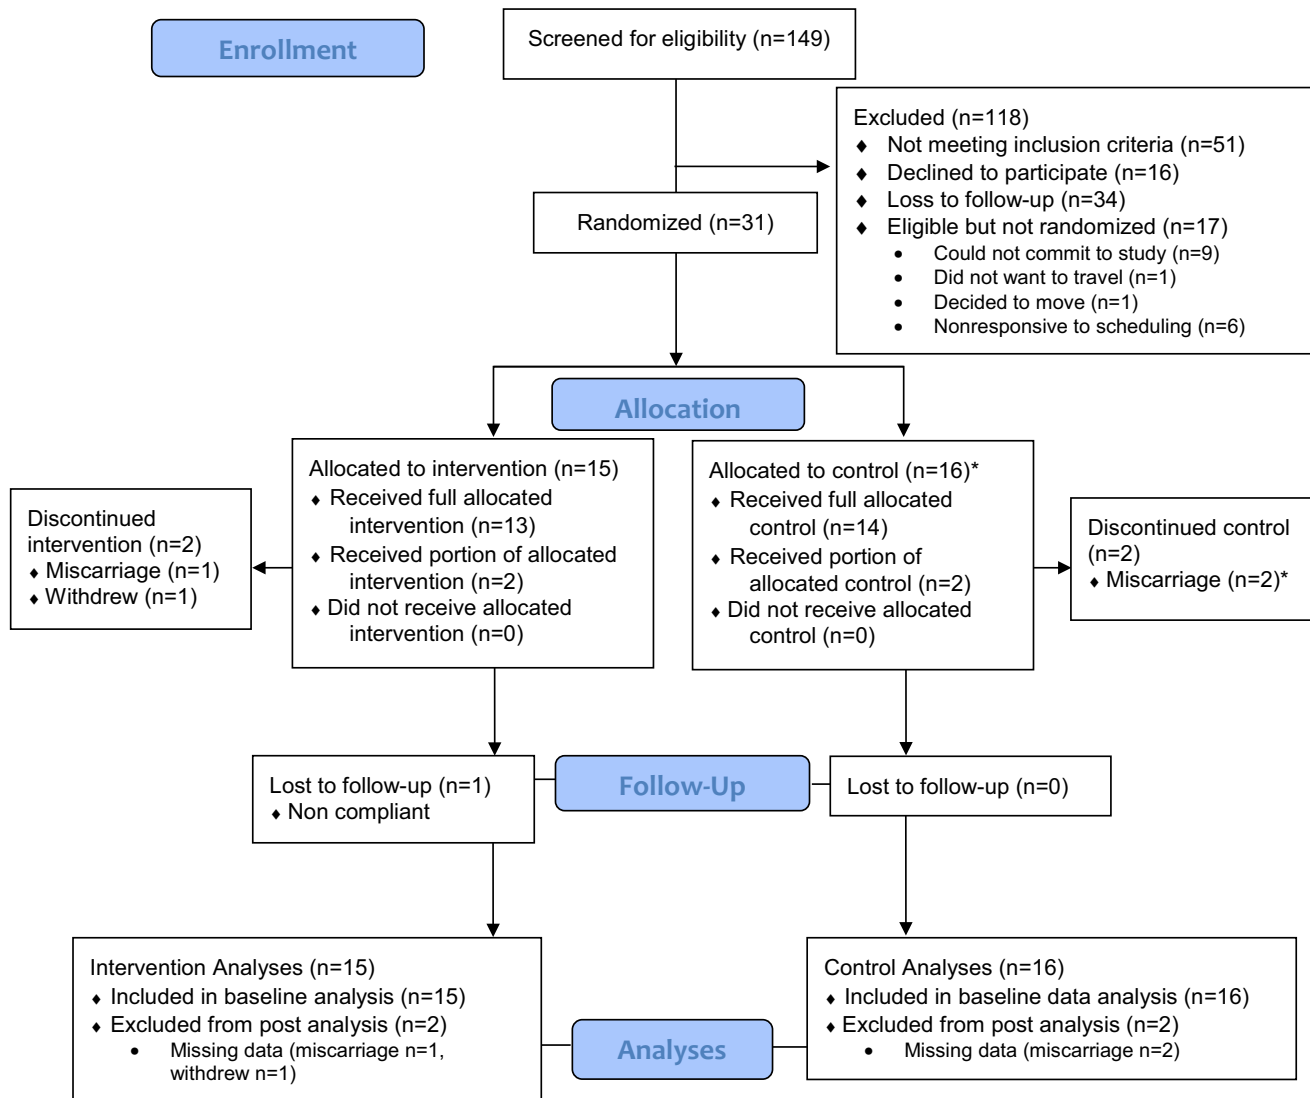 Enrollment
Screened for eligibility (n=149)
Excluded (n=118)
♦ Not meeting inclusion criteria (n=51)
♦ Declined to participate (n=16)
♦ Loss to follow-up (n=34)
♦ Eligible but not randomized (n=17)
• Could not commit to study (n=9)
• Did not want to travel (n=1)
• Decided to move (n=1)
• Nonresponsive to scheduling (n=6)
Randomized (n=31)
Allocation
Allocated to intervention (n=15)
♦ Received full allocated
intervention (n=13)
♦ Received portion of allocated
intervention (n=2)
♦ Did not receive allocated
intervention (n=0)
Allocated to control (n=16)*
♦ Received full allocated
control (n=14)
♦ Received portion of
allocated control (n=2)
♦ Did not receive allocated
control (n=0)
Discontinued
intervention (n=2)
♦ Miscarriage (n=1)
♦ Withdrew (n=1)
Discontinued control
(n=2)
♦ Miscarriage (n=2)*
Lost to follow-up (n=1)
♦ Non compliant
Follow-Up
Lost to follow-up (n=0)
Intervention Analyses (n=15)
♦ Included in baseline analysis (n=15)
♦ Excluded from post analysis (n=2)
• Missing data (miscarriage n=1,
withdrew n=1)
Analyses
Control Analyses (n=16)
♦ Included in baseline data analysis (n=16)
♦ Excluded from post analysis (n=2)
• Missing data (miscarriage n=2)